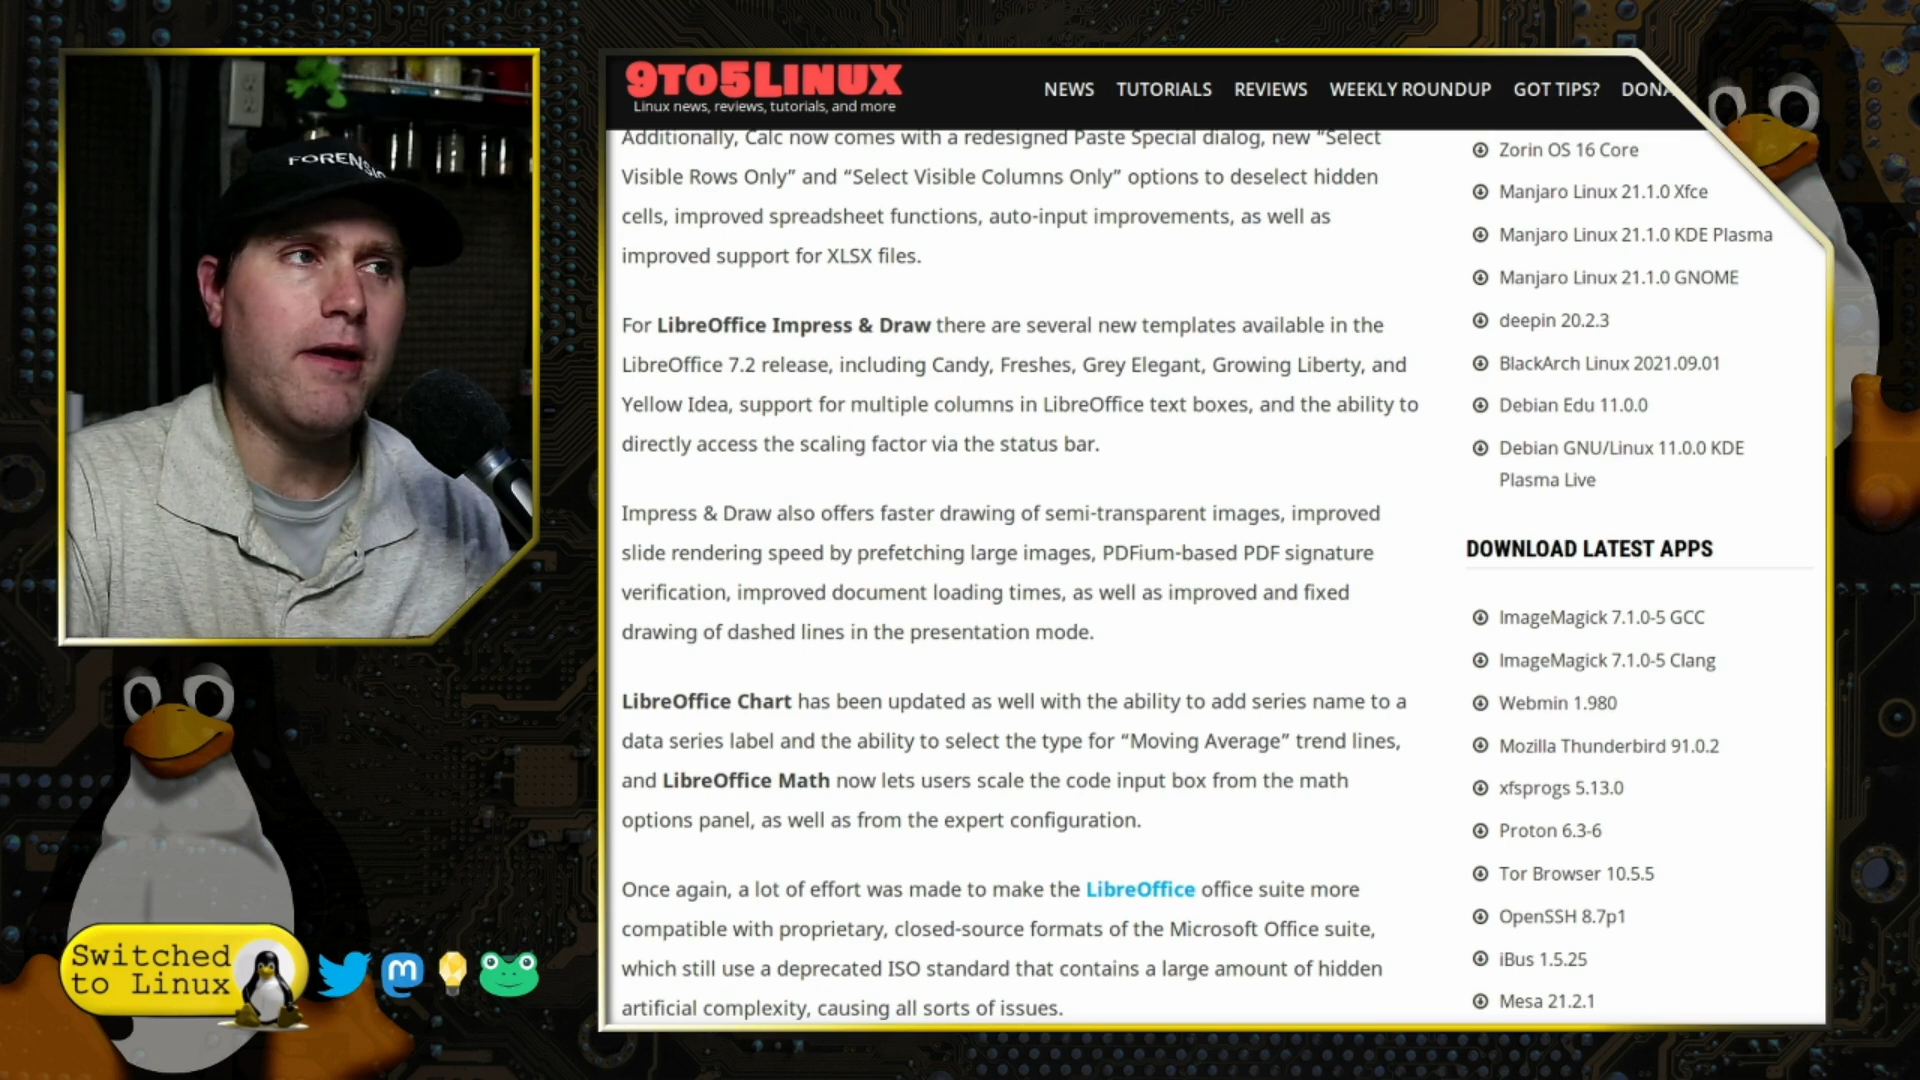 FORENSIC
Switched
to Linux
9TO5LINUX
Linux news, reviews, tutorials, and more
NEWS TUTORIALS REVIEWS WEEKLY ROUNDUP GOT TIPS? DONA
Additionally, Calc now comes with a redesigned Paste Special dialog, new “Select
Visible Rows Only” and “Select Visible Columns Only” options to deselect hidden
cells, improved spreadsheet functions, auto-input improvements, as well as
improved support for XLSX files.
For LibreOffice Impress & Draw there are several new templates available in the
LibreOffice 7.2 release, including Candy, Freshes, Grey Elegant, Growing Liberty, and
Yellow Idea, support for multiple columns in LibreOffice text boxes, and the ability to
directly access the scaling factor via the status bar.
Impress & Draw also offers faster drawing of semi-transparent images, improved
slide rendering speed by prefetching large images, PDFium-based PDF signature
verification, improved document loading times, as well as improved and fixed
drawing of dashed lines in the presentation mode.
LibreOffice Chart has been updated as well with the ability to add series name to a
data series label and the ability to select the type for “Moving Average” trend lines,
and LibreOffice Math now lets users scale the code input box from the math
options panel, as well as from the expert configuration.
Once again, a lot of effort was made to make the LibreOffice office suite more
compatible with proprietary, closed-source formats of the Microsoft Office suite,
which still use a deprecated ISO standard that contains a large amount of hidden
artificial complexity, causing all sorts of issues.
Zorin OS 16 Core
Manjaro Linux 21.1.0 Xfce
Manjaro Linux 21.1.0 KDE Plasma
Manjaro Linux 21.1.0 GNOME
deepin 20.2.3
BlackArch Linux 2021.09.01
Debian Edu 11.0.0
Debian GNU/Linux 11.0.0 KDE
Plasma Live
DOWNLOAD LATEST APPS
ImageMagick 7.1.0-5 GCC
ImageMagick 7.1.0-5 Clang
Webmin 1.980
Mozilla Thunderbird 91.0.2
xfsprogs 5.13.0
Proton 6.3-6
Tor Browser 10.5.5
OpenSSH 8.7p1
iBus 1.5.25
Mesa 21.2.1